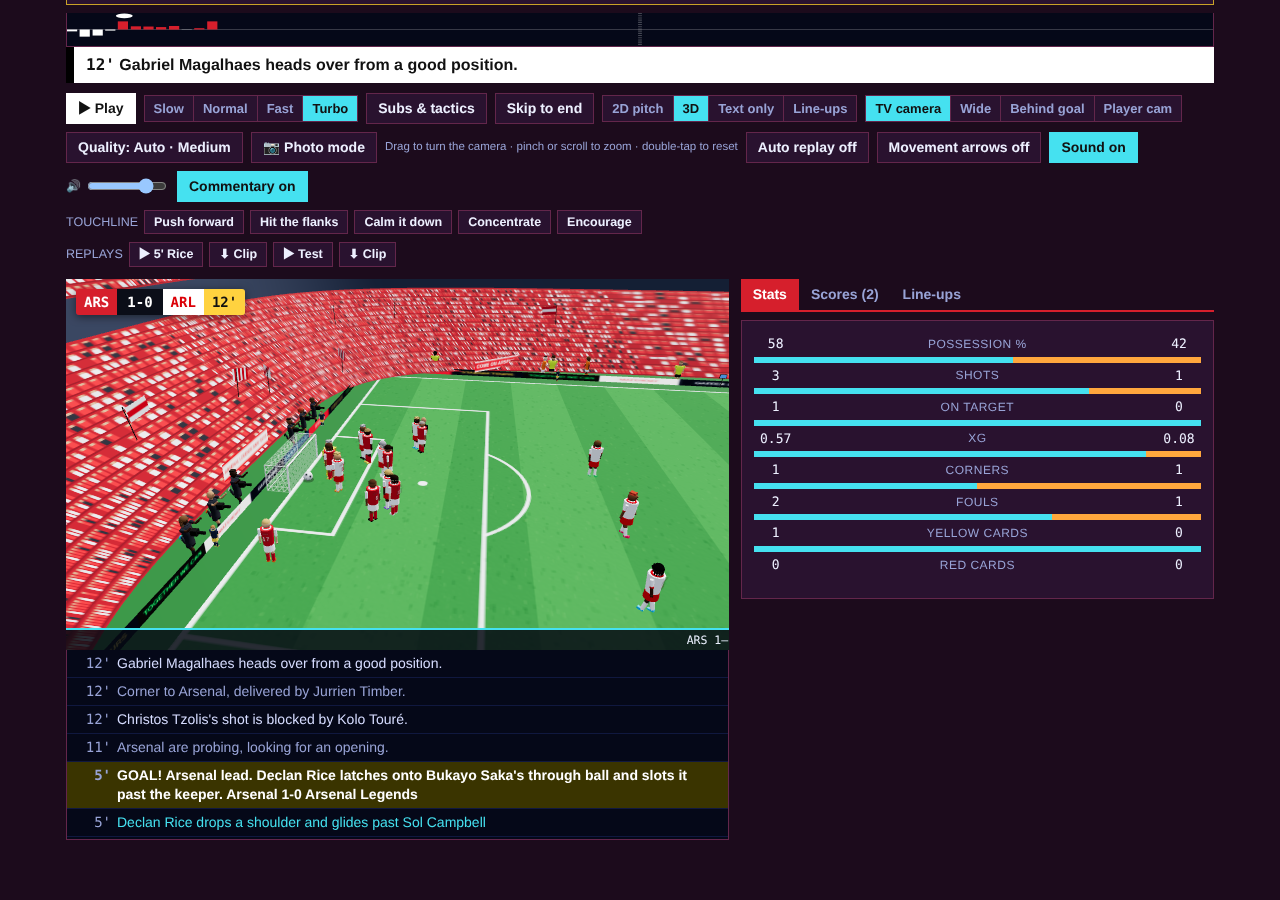 12' Gabriel Magalhaes heads over from a good position.
▶ Play Slow Normal Fast Turbo Subs & tactics Skip to end 2D pitch 3D Text only Line-ups TV camera Wide Behind goal Player cam
Quality: Auto · Medium 📷 Photo mode Drag to turn the camera · pinch or scroll to zoom · double-tap to reset Auto replay off Movement arrows off Sound on
🔊 Commentary on
TOUCHLINE Push forward Hit the flanks Calm it down Concentrate Encourage
REPLAYS ▶ 5' Rice ⬇ Clip ▶ Test ⬇ Clip
ARS 1-0 ARL 12'
ARS 1–
12' Gabriel Magalhaes heads over from a good position.
12' Corner to Arsenal, delivered by Jurrien Timber.
12' Christos Tzolis's shot is blocked by Kolo Touré.
11' Arsenal are probing, looking for an opening.
5' GOAL! Arsenal lead. Declan Rice latches onto Bukayo Saka's through ball and slots it
past the keeper. Arsenal 1-0 Arsenal Legends
5' Declan Rice drops a shoulder and glides past Sol Campbell
Stats Scores (2) Line-ups
58 POSSESSION % 42
3 SHOTS 1
1 ON TARGET 0
0.57 XG 0.08
1 CORNERS 1
2 FOULS 1
1 YELLOW CARDS 0
0 RED CARDS 0